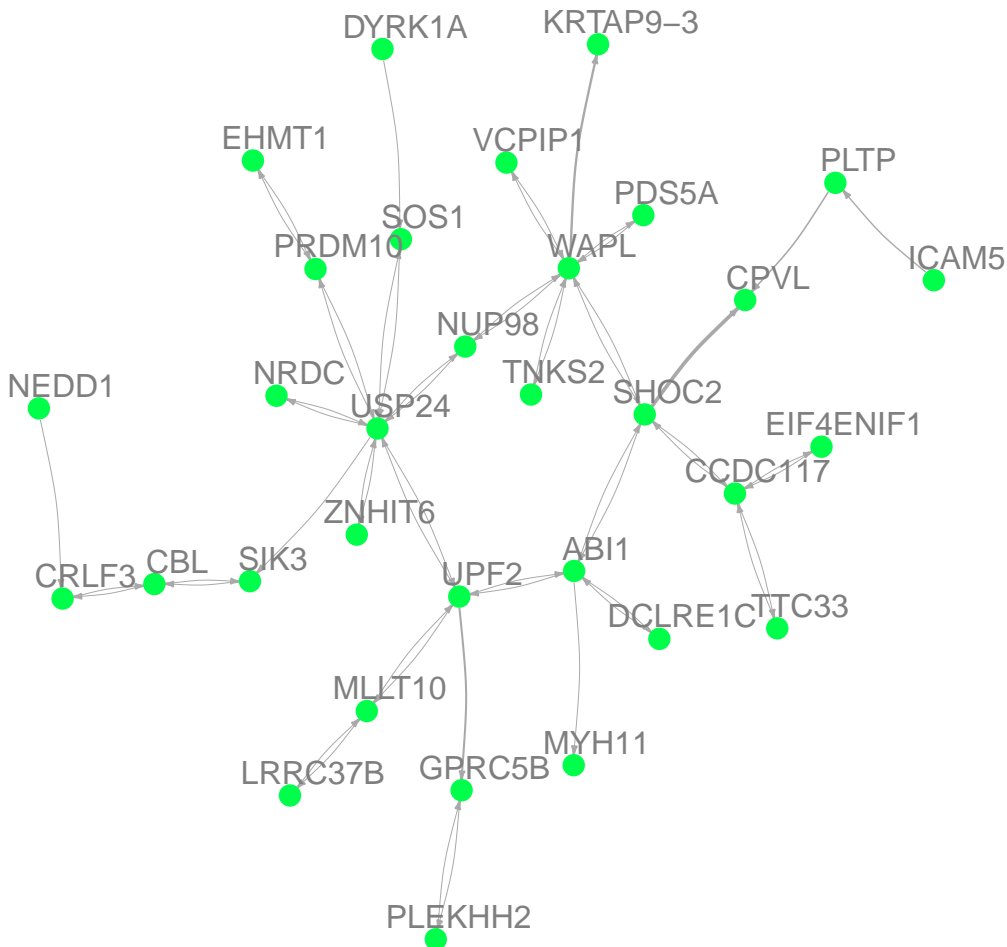 DYRK1A
KRTAP9−3
EHMT1
VCPIP1
PLTP
PDS5A
SOS1
PRDM10
WAPL
ICAM5
CPVL
NUP98
NRDC
TNKS2
NEDD1
USP24
SHOC2
EIF4ENIF1
CCDC117
ZNHIT6
CRLF3
CBL
SIK3
UPF2
ABI1
DCLRE1C
TTC33
MLLT10
LRRC37B
GPRC5B
MYH11
PLEKHH2